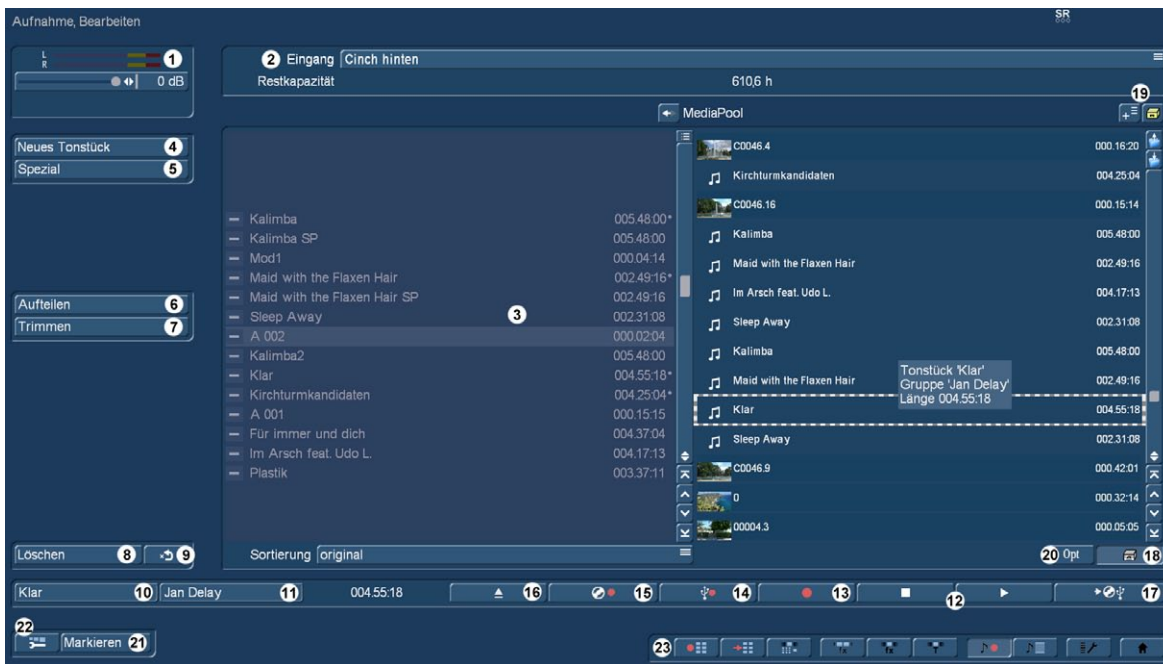 Aufnahme, Bearbeiten
SR
L
R
1
0 dB
2 Eingang Cinch hinten
Restkapazität 610,6 h
19
MediaPool
Neues Tonstück 4
Spezial 5
Aufteilen 6
Trimmen 7
Kalimba 005.48:00*
Kalimba SP 005.48:00
Mod1 000.04:14
Maid with the Flaxen Hair 002.49:16*
Maid with the Flaxen Hair SP 002.49:16
Sleep Away 3 002.31:08
A 002 000.02:04
Kalimba2 005.48:00
Klar 004.55:18*
Kirchturmkandidaten 004.25:04*
A 001 000.15:15
Für immer und dich 004.37:04
Im Arsch feat. Udo L. 004.17:13
Plastik 003.37:11
C0046.4 000.16:20
Kirchturmkandidaten 004.25:04
C0046.16 000.15:14
Kalimba 005.48:00
Maid with the Flaxen Hair 002.49:16
Im Arsch feat. Udo L. 004.17:13
Sleep Away 002.31:08
Kalimba 005.48:00
Maid with the Flaxen Hair 002.49:16
Tonstück 'Klar'
Gruppe 'Jan Delay'
Länge 004.55:18
Klar 004.55:18
Sleep Away 002.31:08
C0046.9 000.42:01
0 000.32:14
00004.3 000.05:05
Löschen 8 9
Sortierung original
20 Opt 18
Klar 10 Jan Delay 11 004.55:18 16 15 14 13 12 17
22
Markieren 21
23